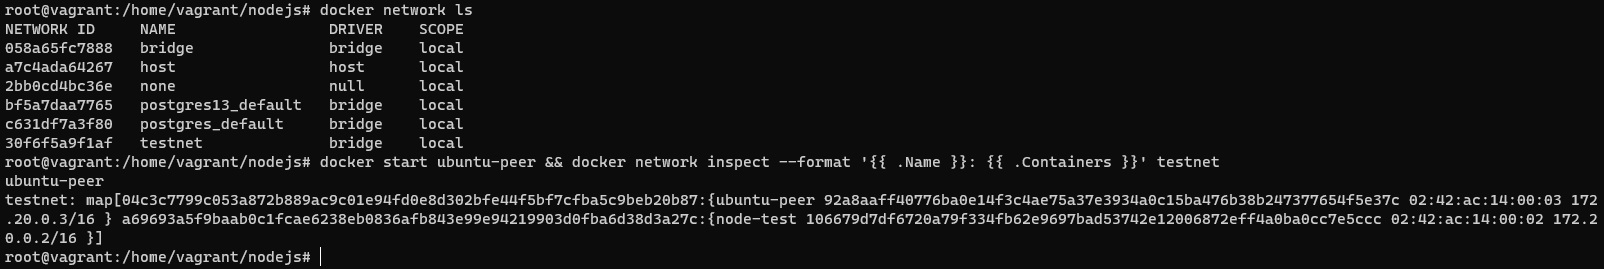 root@vagrant:/home/vagrant/nodejs# docker network ls
NETWORK ID     NAME                 DRIVER    SCOPE
058a65fc7888   bridge               bridge    local
a7c4ada64267   host                 host      local
2bb0cd4bc36e   none                 null      local
bf5a7daa7765   postgres13_default   bridge    local
c631df7a3f80   postgres_default     bridge    local
30f6f5a9f1af   testnet              bridge    local
root@vagrant:/home/vagrant/nodejs# docker start ubuntu-peer && docker network inspect --format '{{ .Name }}: {{ .Containers }}' testnet
ubuntu-peer
testnet: map[04c3c7799c053a872b889ac9c01e94fd0e8d302bfe44f5bf7cfba5c9beb20b87:{ubuntu-peer 92a8aaff40776ba0e14f3c4ae75a37e3934a0c15ba476b38b247377654f5e37c 02:42:ac:14:00:03 172
.20.0.3/16 } a69693a5f9baab0c1fcae6238eb0836afb843e99e94219903d0fba6d38d3a27c:{node-test 106679d7df6720a79f334fb62e9697bad53742e12006872eff4a0ba0cc7e5ccc 02:42:ac:14:00:02 172.2
0.0.2/16 }]
root@vagrant:/home/vagrant/nodejs#